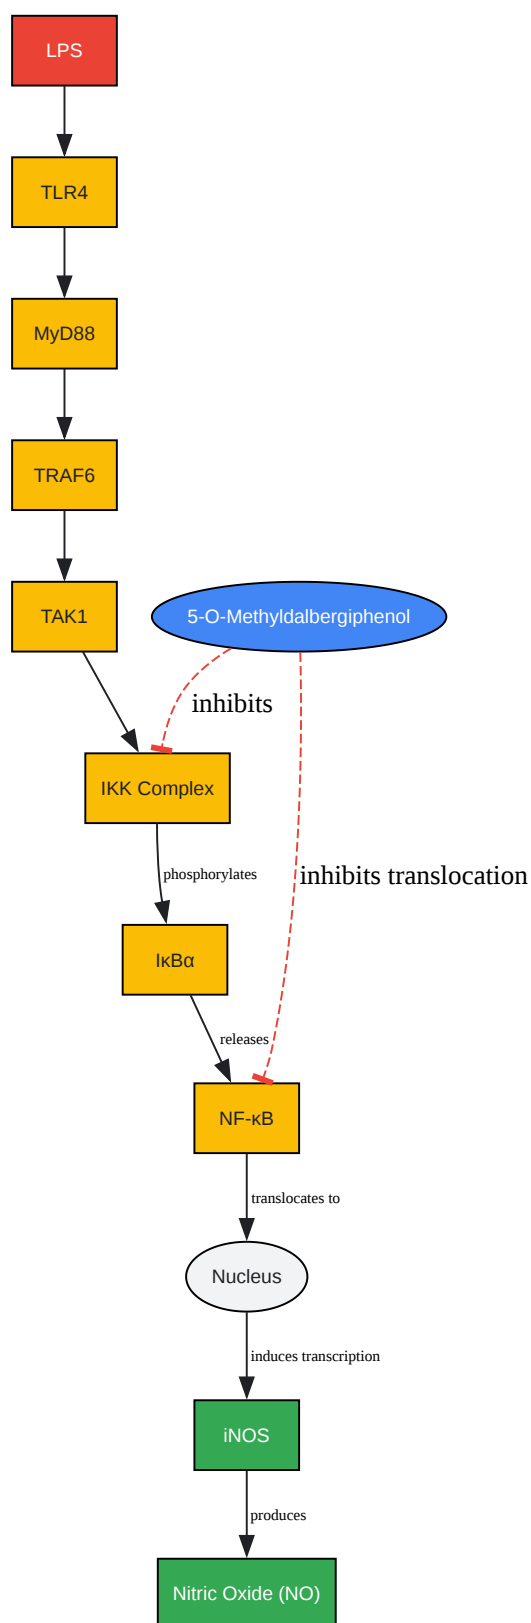 LPS
TLR4
MyD88
TRAF6
TAK1
5-O-Methyldalbergiphenol
inhibits
IKK Complex
phosphorylates
inhibits translocation
IκBα
releases
NF-κB
translocates to
Nucleus
induces transcription
iNOS
produces
Nitric Oxide (NO)